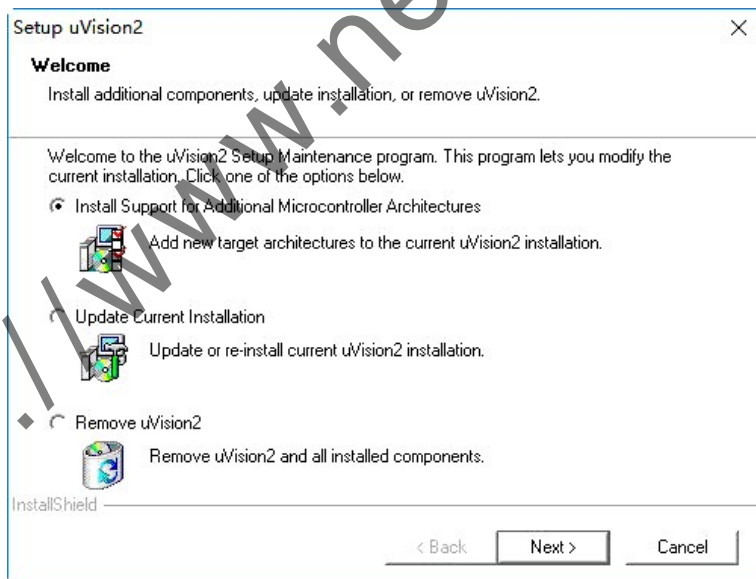 Setup uVision2
Welcome
Install additional components, update installation, or remove uVision2.
Welcome to the uVision2 Setup Maintenance program. This program lets you modify the
current installation. Click one of the options below.
Install Support for Additional Microcontroller Architectures
Add new target architectures to the current uVision2 installation.
Update Current Installation
Update or re-install current uVision2 installation.
Remove uVision2
Remove uVision2 and all installed components.
InstallShield
< Back Next > Cancel
://www.ne